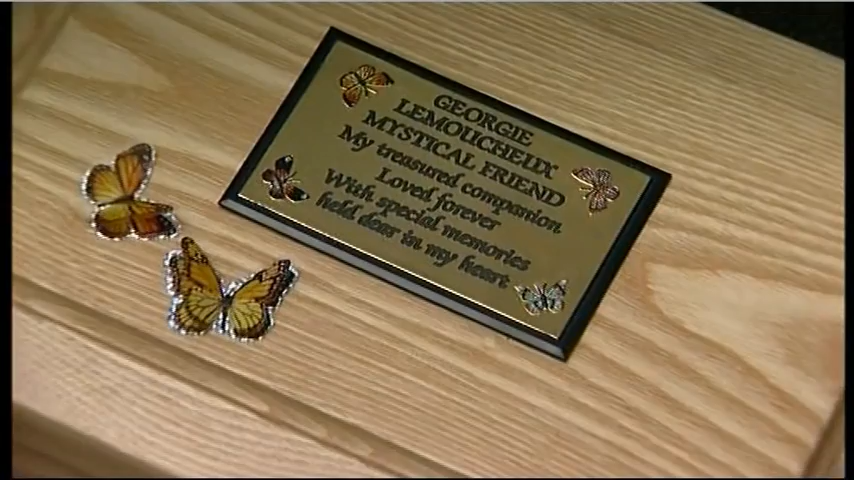 GEORGIE
LEMOUCHEUX
MYSTICAL FRIEND
My treasured companion,
Loved forever
With special memories
held dear in my heart